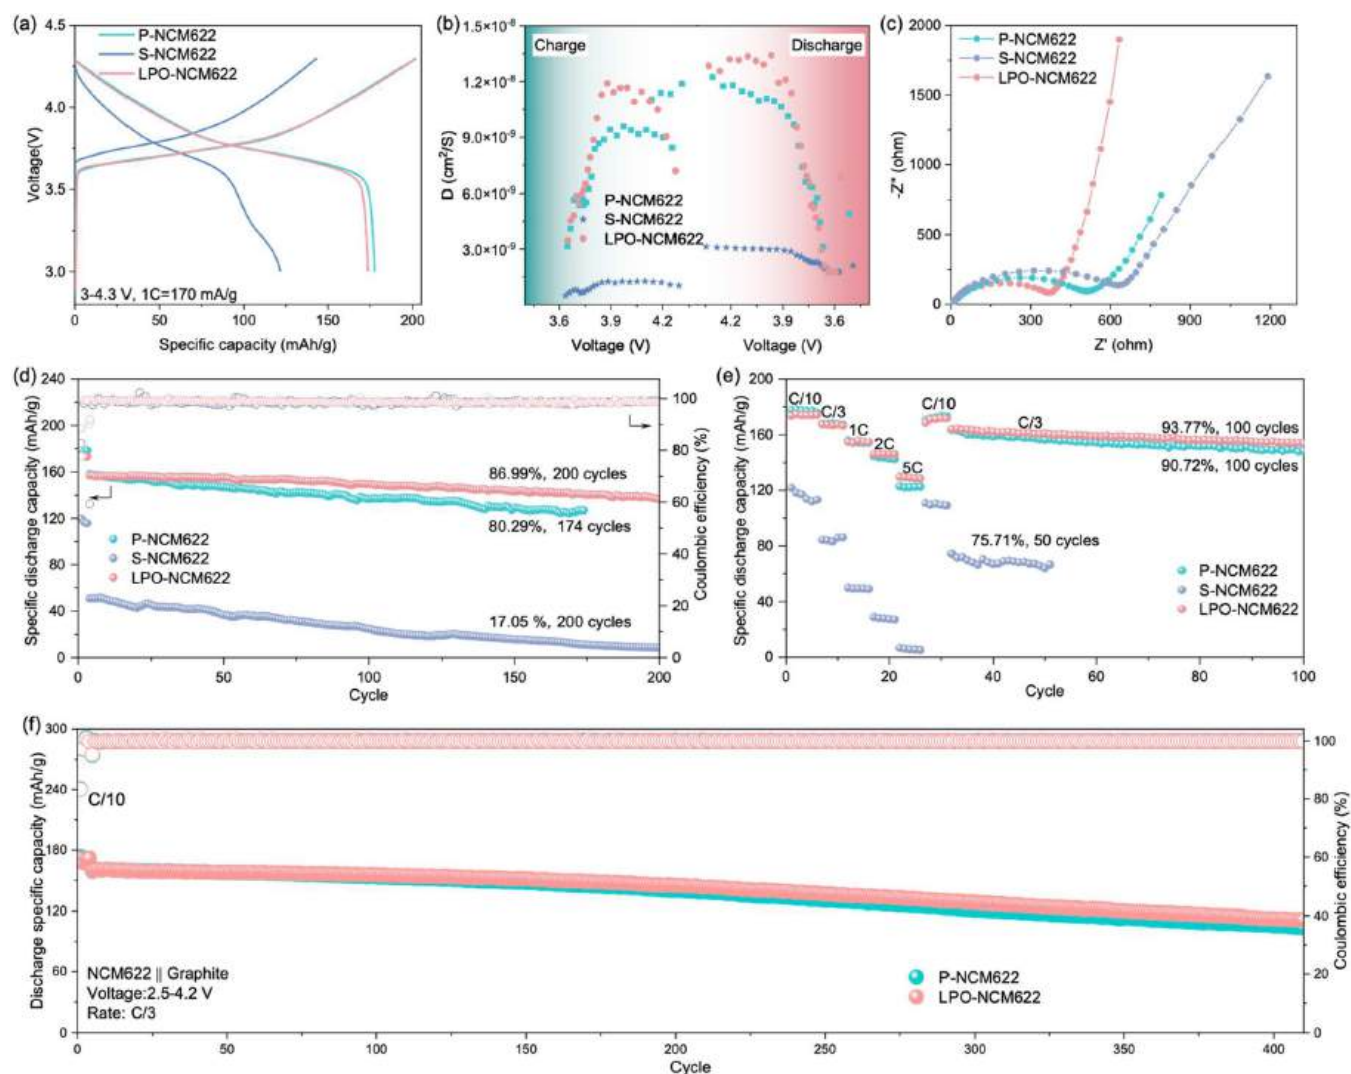 (a)
4.5
4.0
3.5
3.0
Voltage(V)
P-NCM622
S-NCM622
LPO-NCM622
3-4.3 V, 1C=170 mA/g
0 50 100 150 200
Specific capacity (mAh/g)
(b)
1.5×10⁻⁸
1.2×10⁻⁸
9.0×10⁻⁹
6.0×10⁻⁹
3.0×10⁻⁹
D (cm²/S)
Charge
Discharge
P-NCM622
S-NCM622
LPO-NCM622
3.6 3.9 4.2 4.2 3.9 3.6
Voltage (V) Voltage (V)
(c)
2000
1750
1500
1250
1000
750
500
250
0
-Z" (ohm)
P-NCM622
S-NCM622
LPO-NCM622
0 300 600 900 1200
Z' (ohm)
(d)
240
200
160
120
80
40
0
Specific discharge capacity (mAh/g)
86.99%, 200 cycles
80.29%, 174 cycles
P-NCM622
S-NCM622
LPO-NCM622
17.05 %, 200 cycles
100
80
60
40
20
0
Coulombic efficiency (%)
0 50 100 150 200
Cycle
(e)
200
160
120
80
40
0
Specific discharge capacity (mAh/g)
C/10
C/3
1C
2C
5C
C/10
C/3
93.77%, 100 cycles
90.72%, 100 cycles
75.71%, 50 cycles
P-NCM622
S-NCM622
LPO-NCM622
0 20 40 60 80 100
Cycle
(f)
300
240
180
120
60
0
Discharge specific capacity (mAh/g)
C/10
NCM622 || Graphite
Voltage:2.5-4.2 V
Rate: C/3
P-NCM622
LPO-NCM622
100
80
60
40
20
0
Coulombic efficiency (%)
0 50 100 150 200 250 300 350 400
Cycle